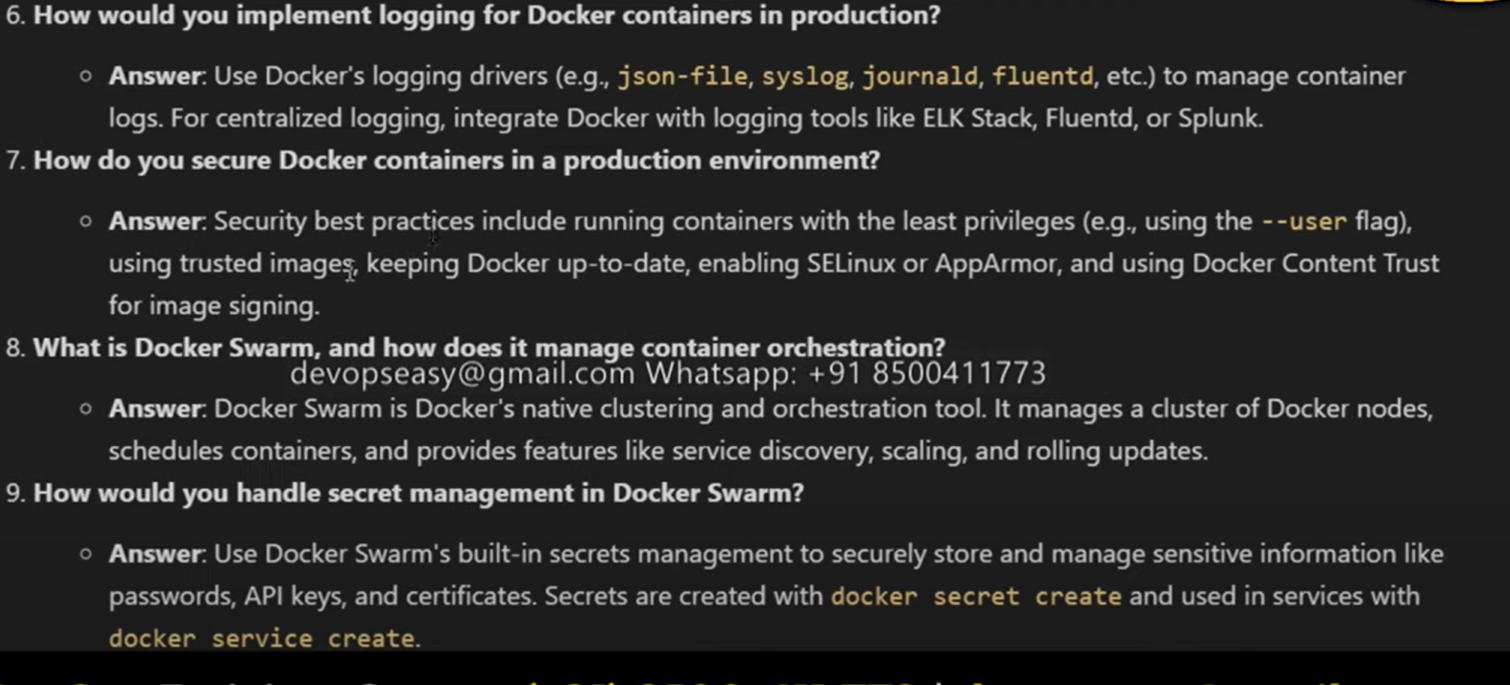 6. How would you implement logging for Docker containers in production?
Answer: Use Docker's logging drivers (e.g., json-file, syslog, journald, fluentd, etc.) to manage container
logs. For centralized logging, integrate Docker with logging tools like ELK Stack, Fluentd, or Splunk.
7. How do you secure Docker containers in a production environment?
Answer: Security best practices include running containers with the least privileges (e.g., using the --user flag),
using trusted images, keeping Docker up-to-date, enabling SELinux or AppArmor, and using Docker Content Trust
for image signing.
8. What is Docker Swarm, and how does it manage container orchestration?
devopseasy@gmail.com Whatsapp: +91 8500411773
Answer: Docker Swarm is Docker's native clustering and orchestration tool. It manages a cluster of Docker nodes,
schedules containers, and provides features like service discovery, scaling, and rolling updates.
9. How would you handle secret management in Docker Swarm?
Answer: Use Docker Swarm's built-in secrets management to securely store and manage sensitive information like
passwords, API keys, and certificates. Secrets are created with docker secret create and used in services with
docker service create.